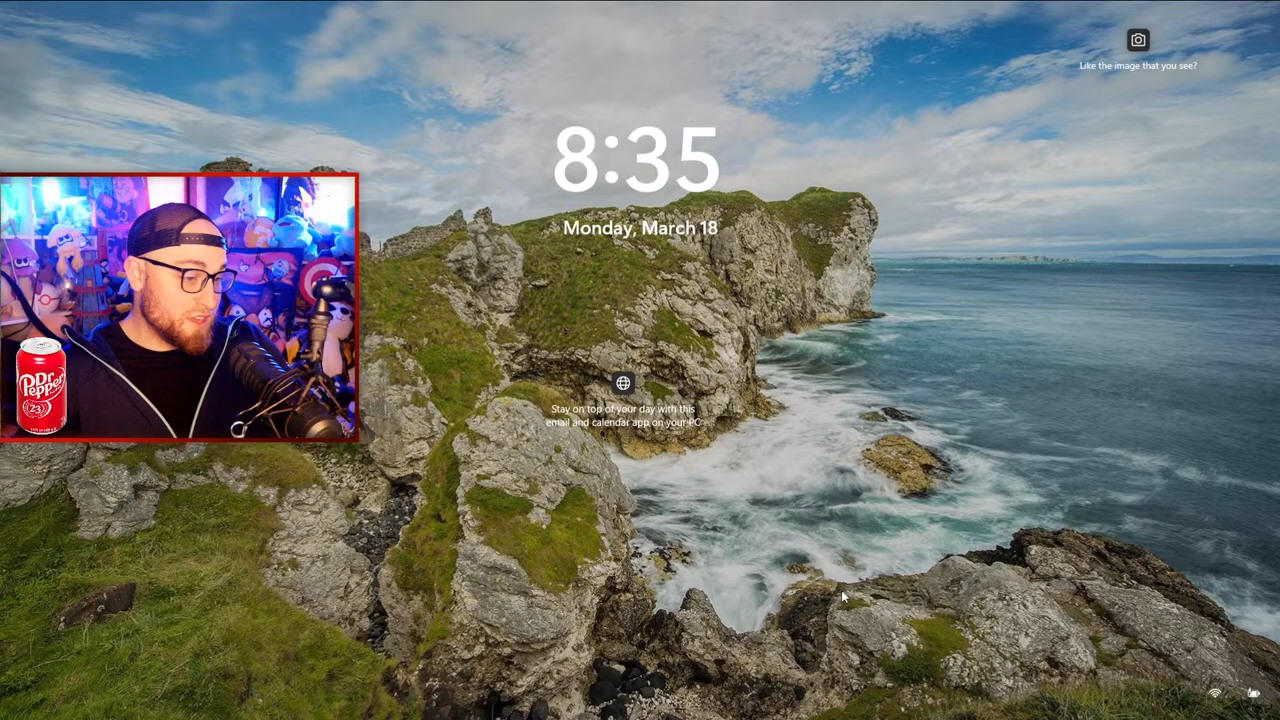 Like the image that you see?
8:35
Monday, March 18
Stay on top of your day with this
email and calendar app on your PC
Dr
Pepper
23